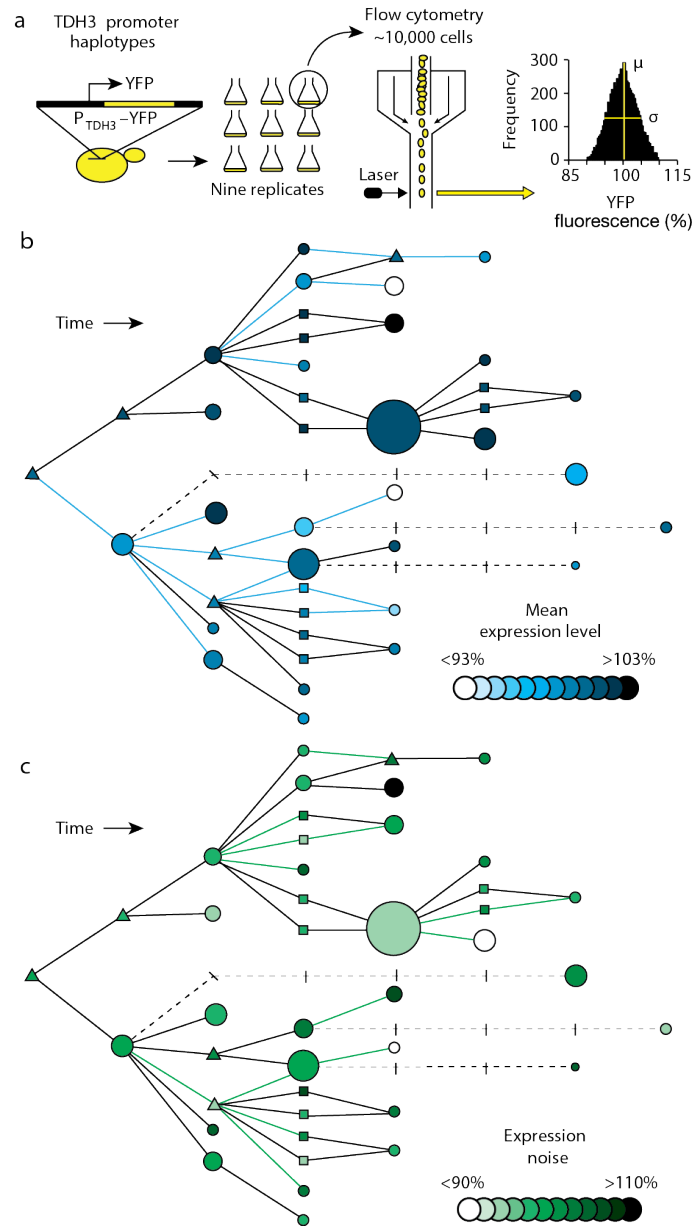 a
TDH3 promoter
haplotypes
YFP
PTDH3−YFP
Nine replicates
Flow cytometry
~10,000 cells
Laser
Frequency
300
200
100
0
μ
σ
85 100 115
YFP
fluorescence (%)
b
Time
Mean
expression level
<93% >103%
c
Time
Expression
noise
<90% >110%